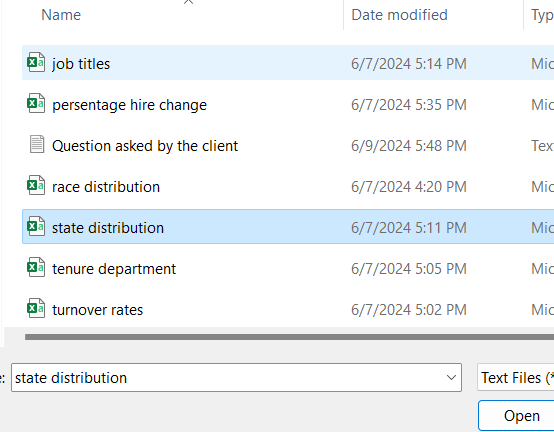 Name Date modified Typ
job titles 6/7/2024 5:14 PM Mic
persentage hire change 6/7/2024 5:35 PM Mic
Question asked by the client 6/9/2024 5:48 PM Tex
race distribution 6/7/2024 4:20 PM Mic
state distribution 6/7/2024 5:11 PM Mic
tenure department 6/7/2024 5:05 PM Mic
turnover rates 6/7/2024 5:02 PM Mic
e: state distribution Text Files (*
Open